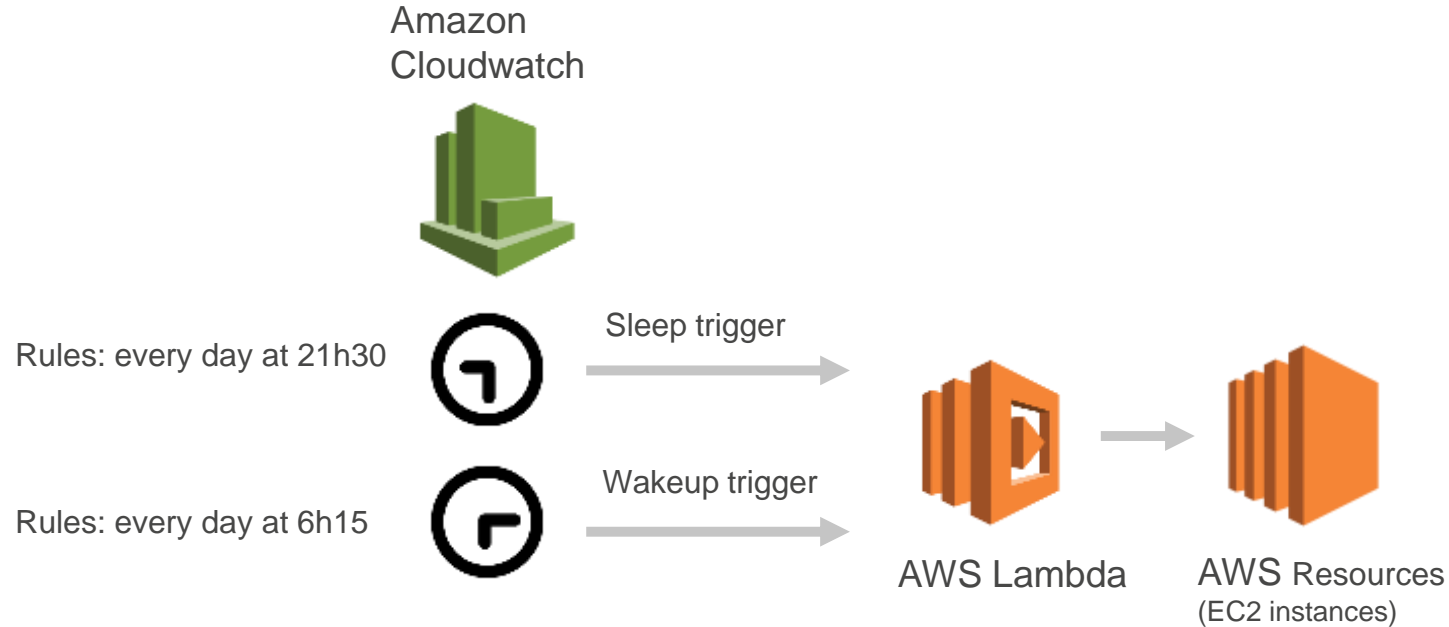 Amazon
Cloudwatch
Sleep trigger
Rules: every day at 21h30
Wakeup trigger
Rules: every day at 6h15
AWS Lambda
AWS Resources
(EC2 instances)